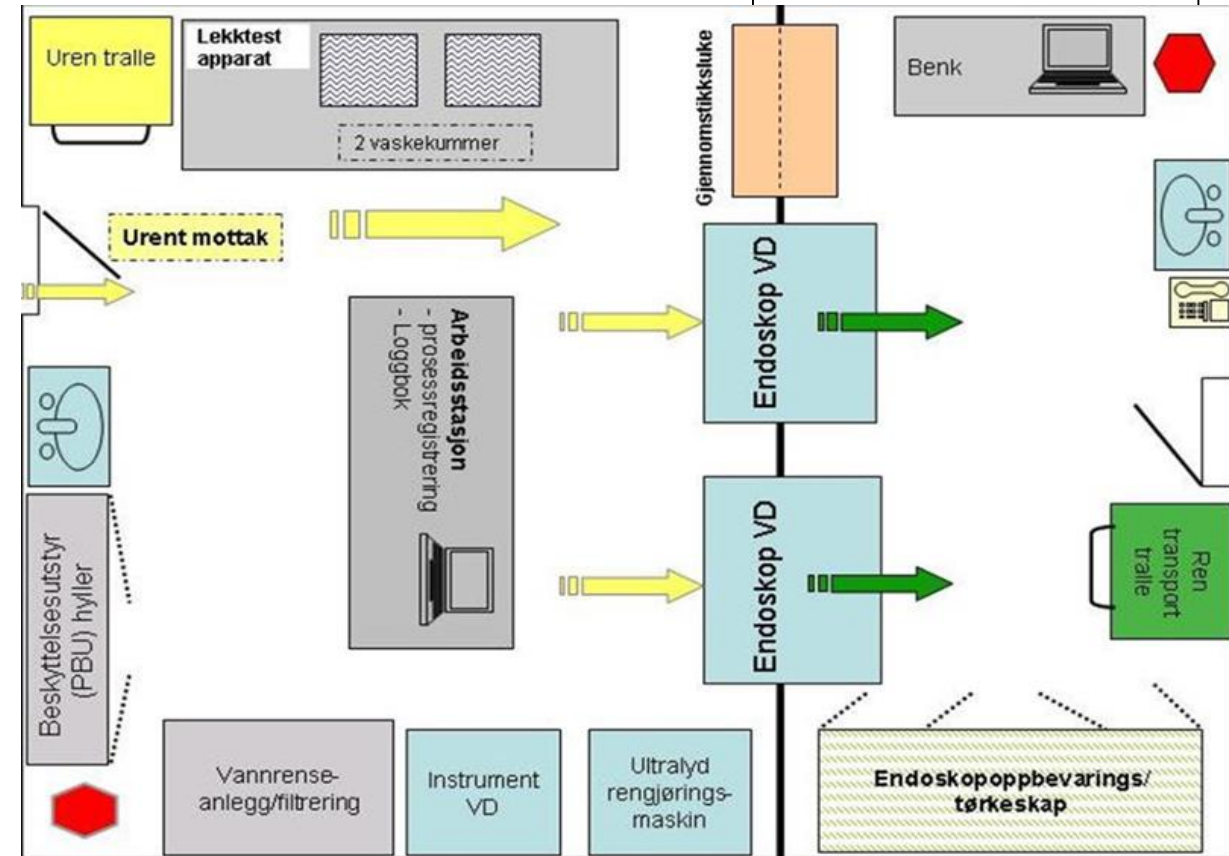 Uren tralle
Lekktest
apparat
2 vaskekummer
Gjennomstikksluke
Benk
Urent mottak
Endoskop VD
Arbeidsstasjon
- prosessregistrering
- Loggbok
Endoskop VD
Ren
transport
tralle
Beskyttelsesutstyr
(PBU) hyller
Vannrense-
anlegg/filtrering
Instrument
VD
Ultralyd
rengjørings-
maskin
Endoskopoppbevarings/
tørkeskap